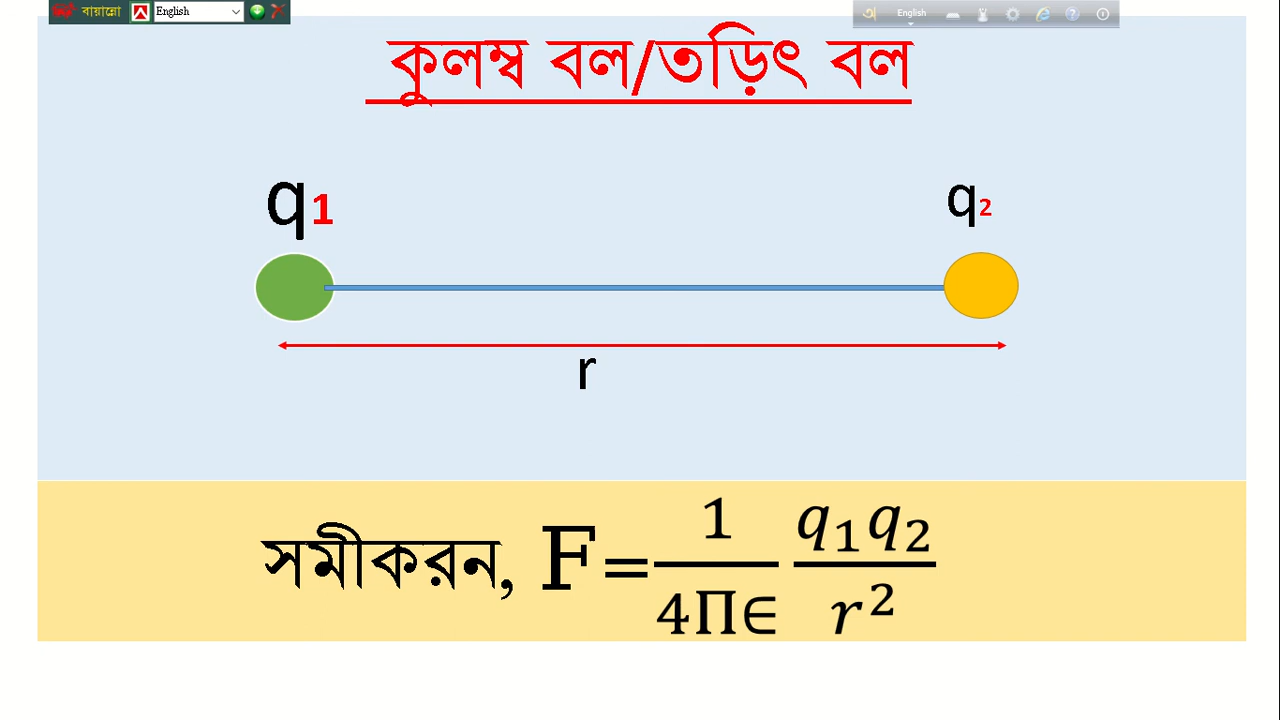 বায়ান্নো English English
কুলম্ব বল/তড়িৎ বল
q1 q2
r
সমীকরন, F=1/4Π∈ q1q2/r²